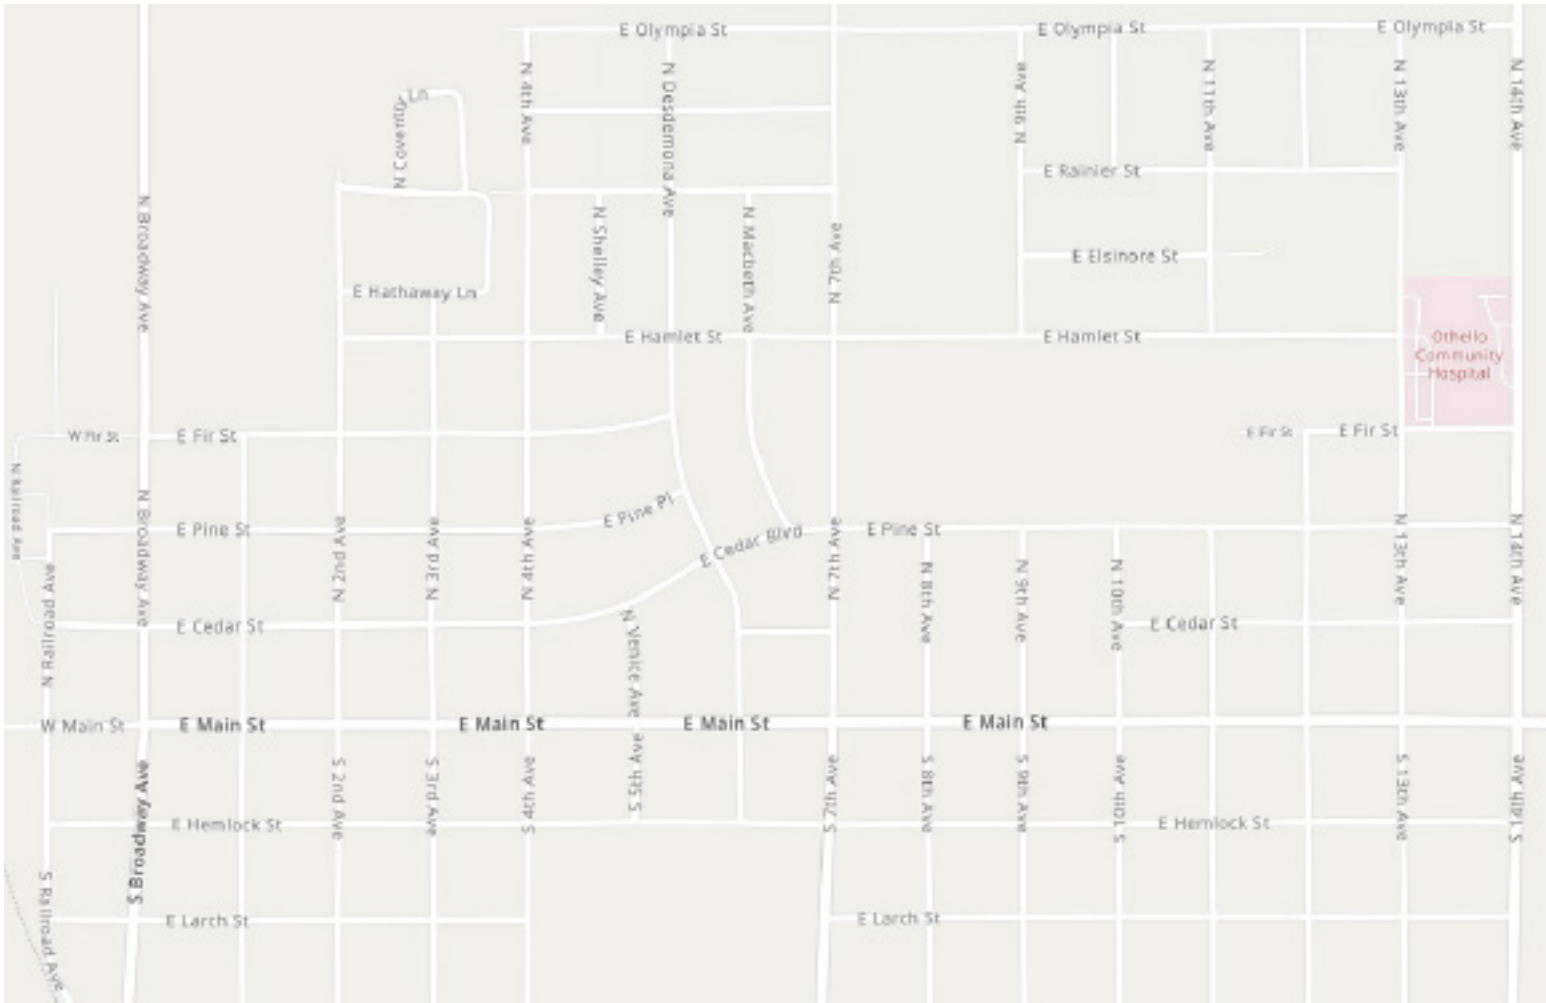 E Olympia St
E Olympia St
E Olympia St
N 4th Ave
N Desdemona Ave
N 9th Ave
N 11th Ave
N 13th Ave
N 14th Ave
N Coventry Ln
E Rainier St
N Broadway Ave
N Shelley Ave
N Macbeth Ave
N 7th Ave
E Elsinore St
E Hathaway Ln
E Hamlet St
E Hamlet St
Othello
Community
Hospital
W Fir St
E Fir St
E Fir St
E Fir St
N Railroad Ave
N Broadway Ave
E Pine St
E Pine Pl
E Cedar Blvd
E Pine St
N 2nd Ave
N 3rd Ave
N 4th Ave
N 7th Ave
N 13th Ave
N 14th Ave
N Railroad Ave
N 8th Ave
N 9th Ave
N 10th Ave
E Cedar St
N Venice Ave
E Cedar St
W Main St
E Main St
E Main St
E Main St
E Main St
S Broadway Ave
S 2nd Ave
S 3rd Ave
S 4th Ave
S 5th Ave
S 7th Ave
S 8th Ave
S 9th Ave
S 10th Ave
S 13th Ave
S 14th Ave
E Hemlock St
E Hemlock St
S Railroad Ave
E Larch St
E Larch St